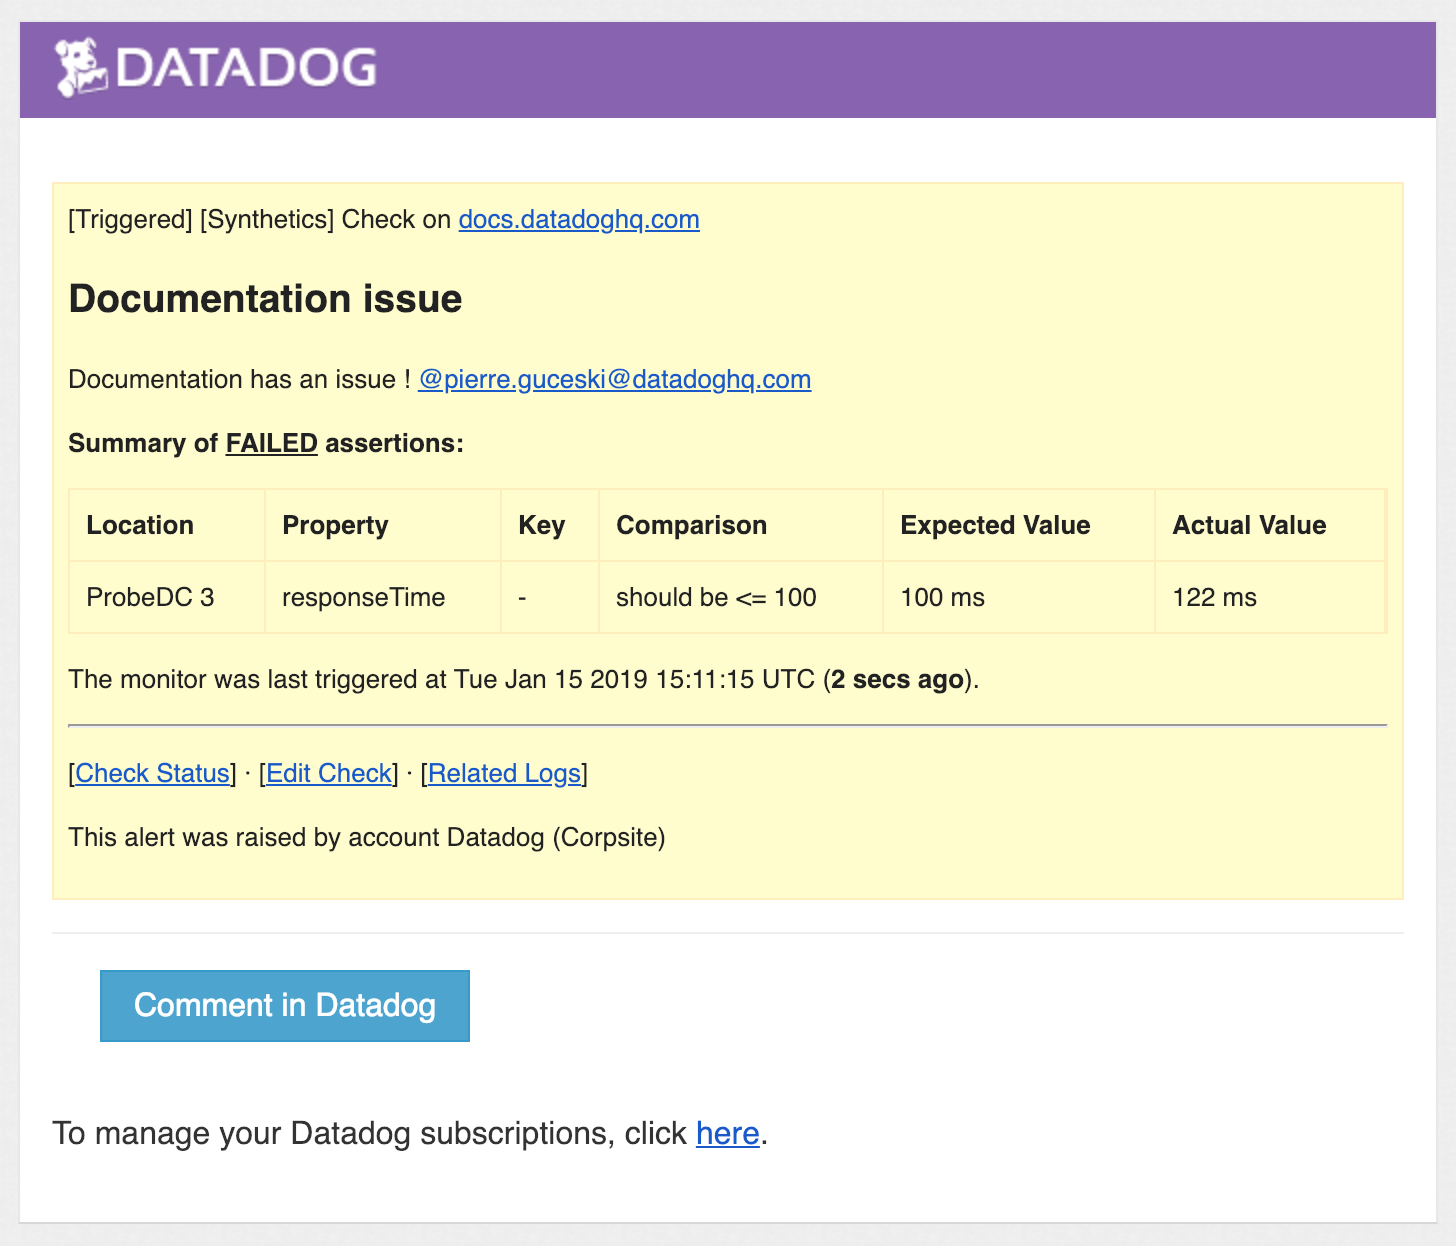 DATADOG
[Triggered] [Synthetics] Check on docs.datadoghq.com
Documentation issue
Documentation has an issue ! @pierre.guceski@datadoghq.com
Summary of FAILED assertions:
Location Property Key Comparison Expected Value Actual Value
ProbeDC 3 responseTime - should be <= 100 100 ms 122 ms
The monitor was last triggered at Tue Jan 15 2019 15:11:15 UTC (2 secs ago).
[Check Status] · [Edit Check] · [Related Logs]
This alert was raised by account Datadog (Corpsite)
Comment in Datadog
To manage your Datadog subscriptions, click here.